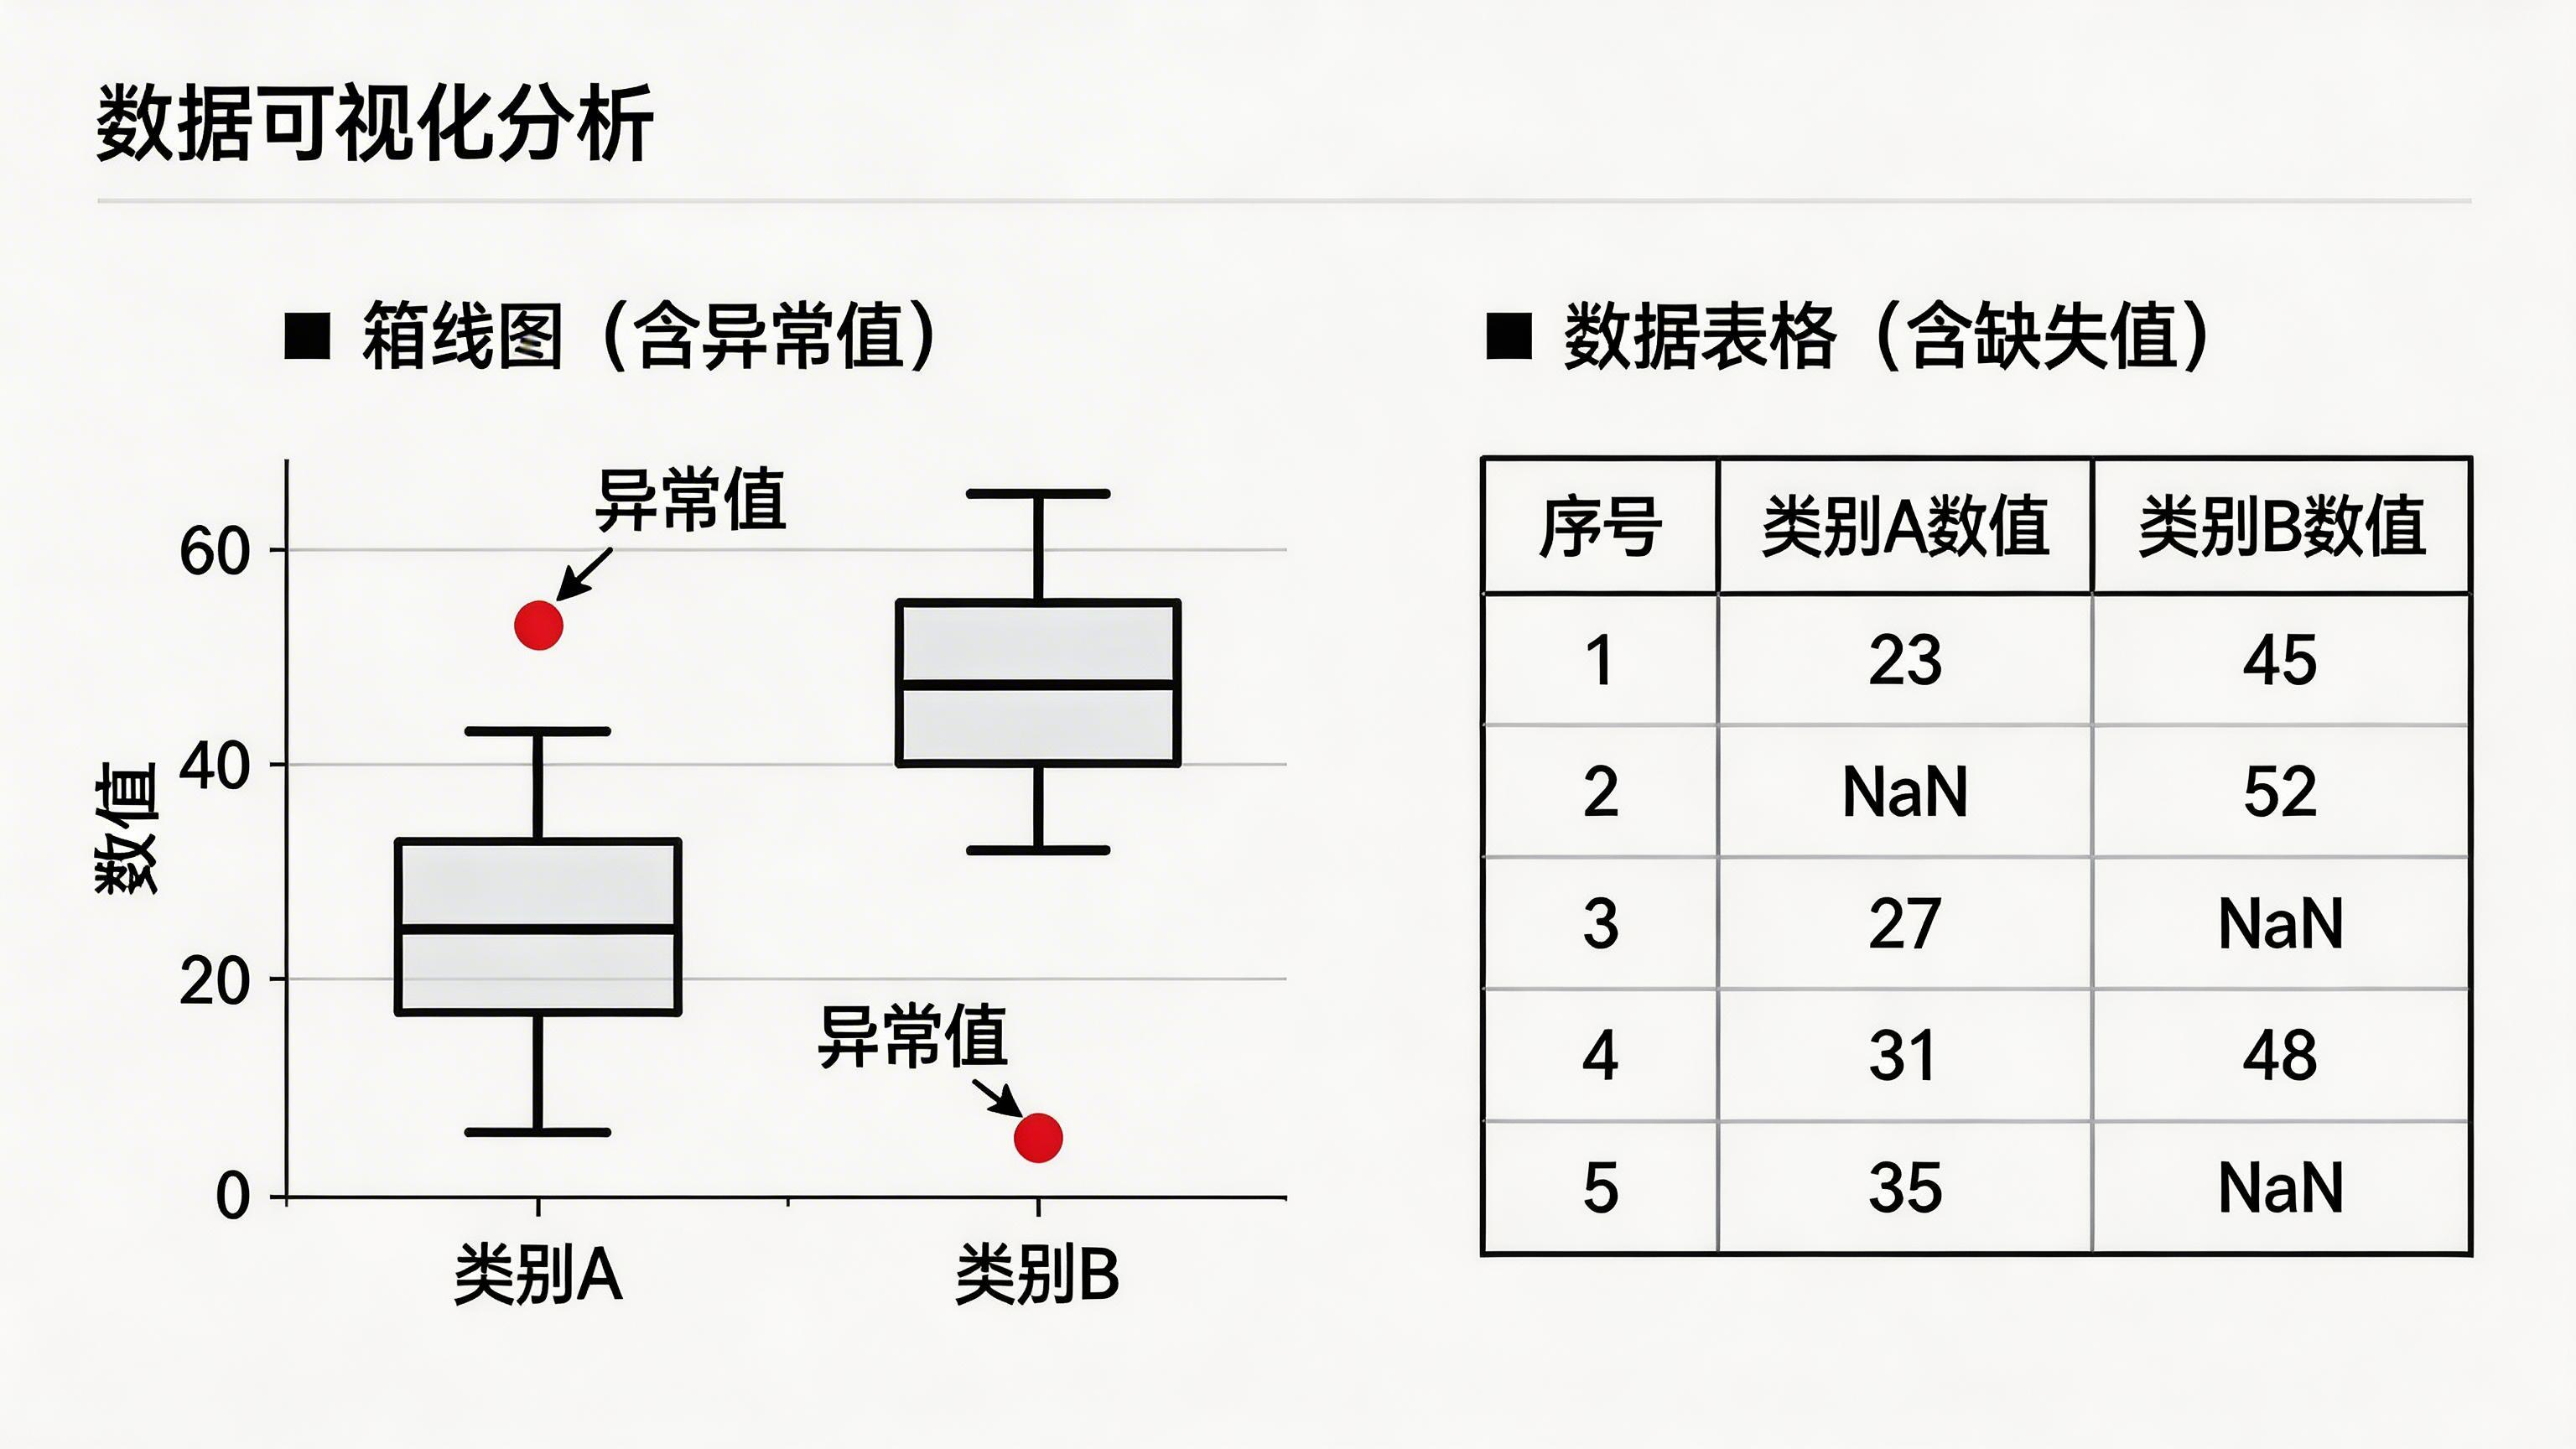 数据可视化分析
■ 箱线图（含异常值）
异常值
60
40
20
0
数值
异常值
类别A
类别B
■ 数据表格（含缺失值）
序号 类别A数值 类别B数值
1 23 45
2 NaN 52
3 27 NaN
4 31 48
5 35 NaN